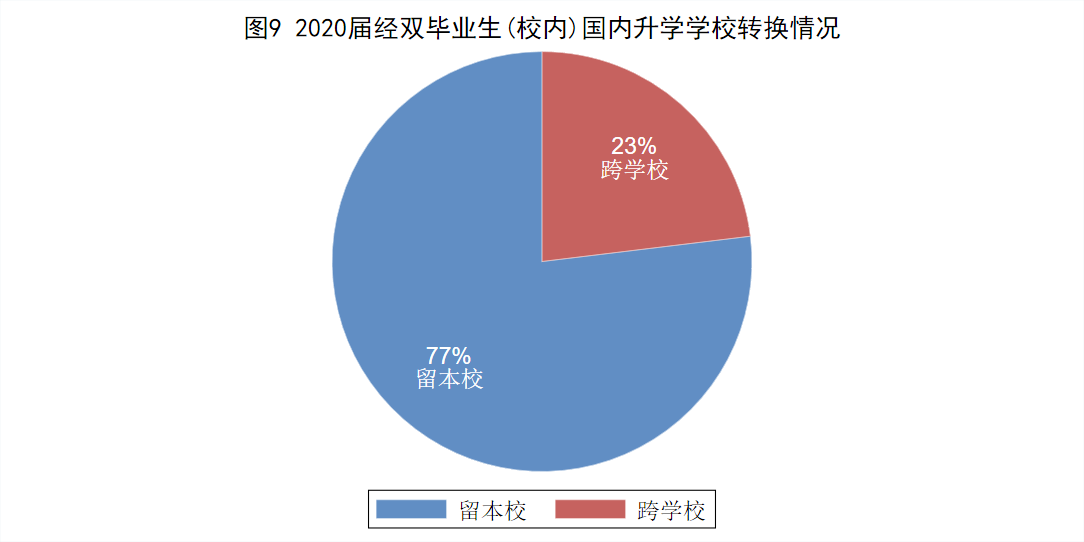 图9 2020届经双毕业生(校内)国内升学学校转换情况
23%
跨学校
77%
留本校
留本校 跨学校